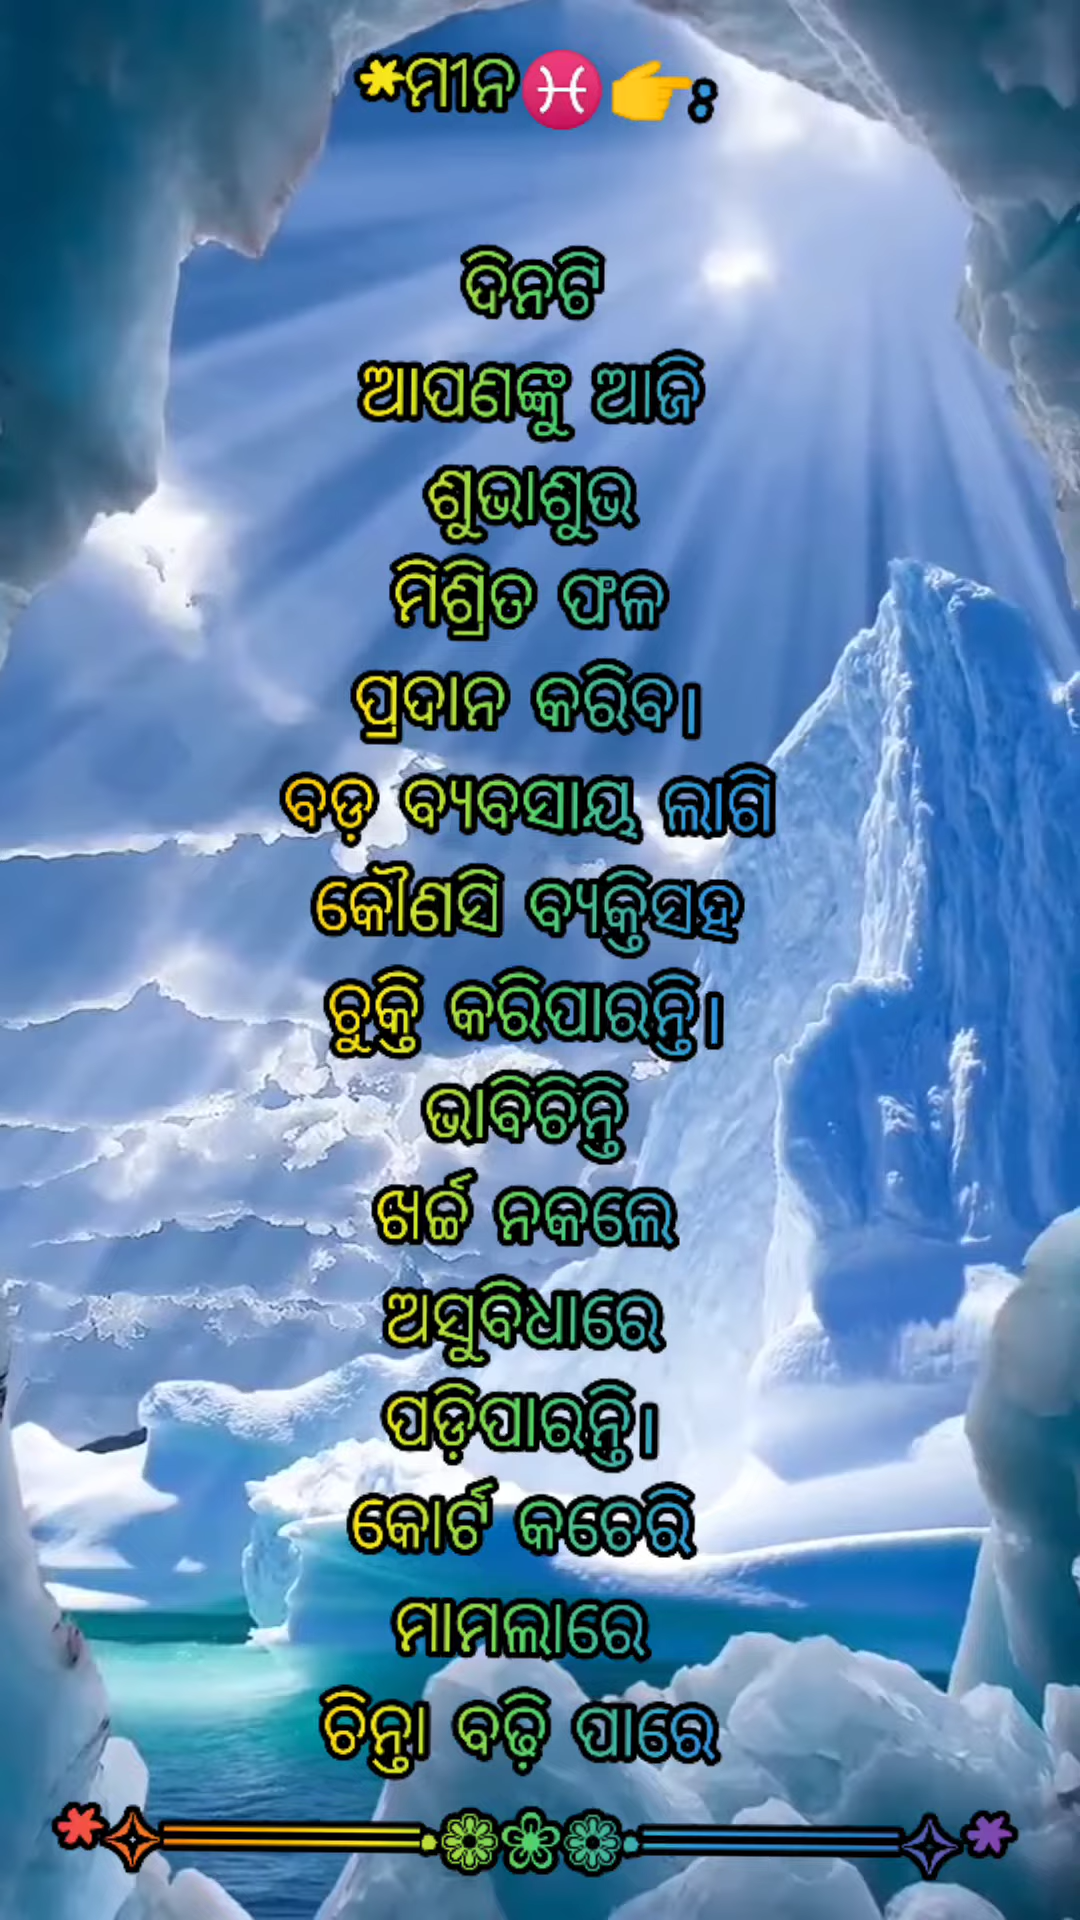 *ମୀନ♓👉:
ଦିନଟି
ଆପଣଙ୍କୁ ଆଜି
ଶୁଭାଶୁଭ
ମିଶ୍ରିତ ଫଳ
ପ୍ରଦାନ କରିବ।
ବଡ଼ ବ୍ୟବସାୟ ଲାଗି
କୌଣସି ବ୍ୟକ୍ତିସହ
ଚୁକ୍ତି କରିପାରନ୍ତି।
ଭାବିଚିନ୍ତି
ଖର୍ଚ୍ଚ ନକଲେ
ଅସୁବିଧାରେ
ପଡ଼ିପାରନ୍ତି।
କୋର୍ଟ କଚେରି
ମାମଲାରେ
ଚିନ୍ତା ବଢ଼ି ପାରେ